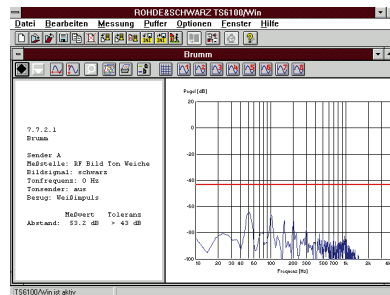 ROHDE&SCHWARZ TS6100/Win
Datei Bearbeiten Messung Puffer Optionen Fenster Hilfe
Brumm
7.7.2.1
Brumm
Sender A
Meßstelle: RF Bild Ton Weiche
Bildsignal: schwarz
Tonfrequenz: 0 Hz
Tonsender: aus
Bezug: Weißimpuls
Meßwert Toleranz
Abstand: 53.2 dB > 43 dB
Pegel [dB]
20
0
-20
-40
-60
-80
-100
10 20 30 40 50 100 200 300 500 700 1k 2k 4k
Frequenz [Hz]
TS6100/Win ist aktiv